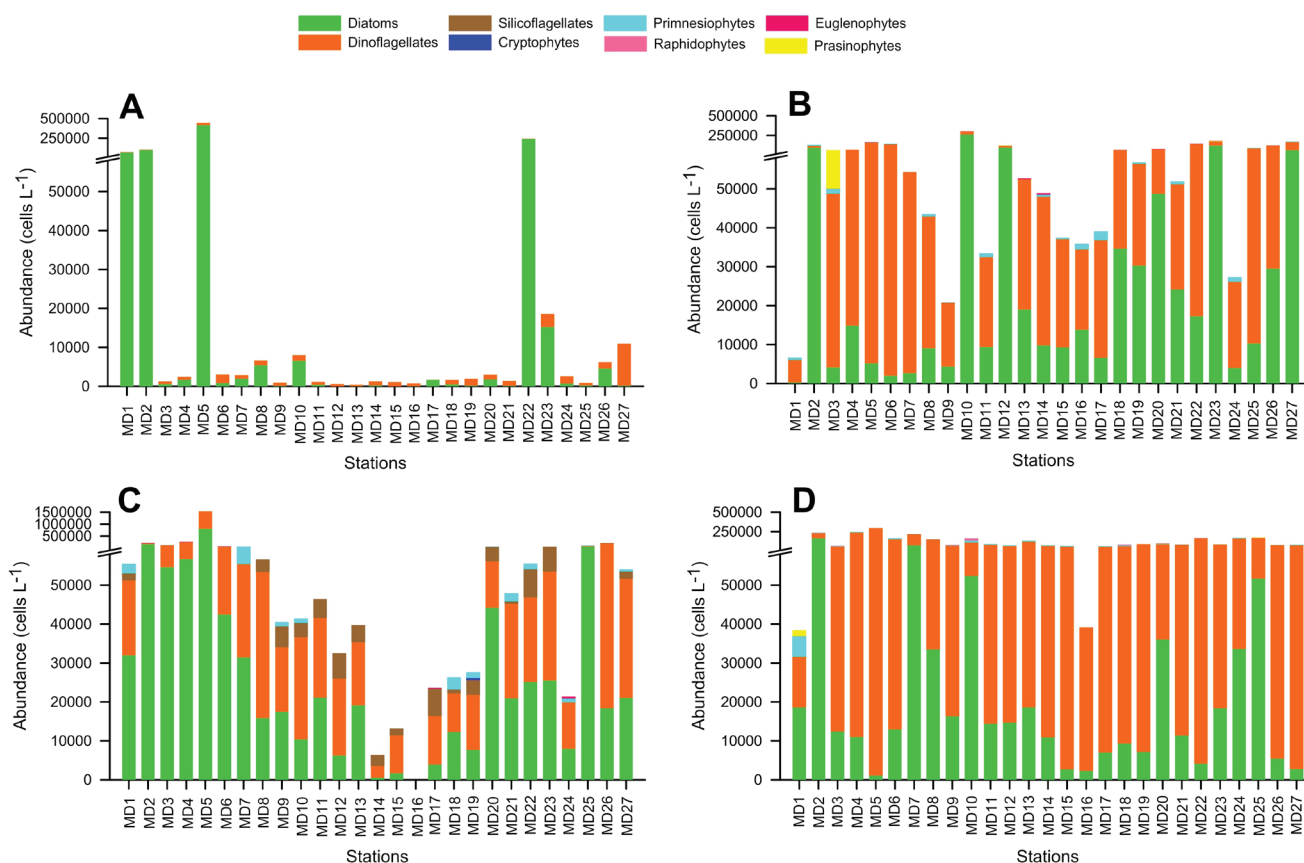 Diatoms Silicoflagellates Primnesiophytes Euglenophytes
Dinoflagellates Cryptophytes Raphidophytes Prasinophytes
A
Abundance (cells L⁻¹)
500000
250000
50000
40000
30000
20000
10000
0
MD1 MD2 MD3 MD4 MD5 MD6 MD7 MD8 MD9 MD10 MD11 MD12 MD13 MD14 MD15 MD16 MD17 MD18 MD19 MD20 MD21 MD22 MD23 MD24 MD25 MD26 MD27
Stations
B
Abundance (cells L⁻¹)
500000
250000
50000
40000
30000
20000
10000
0
MD1 MD2 MD3 MD4 MD5 MD6 MD7 MD8 MD9 MD10 MD11 MD12 MD13 MD14 MD15 MD16 MD17 MD18 MD19 MD20 MD21 MD22 MD23 MD24 MD25 MD26 MD27
Stations
C
Abundance (cells L⁻¹)
1500000
1000000
500000
50000
40000
30000
20000
10000
0
MD1 MD2 MD3 MD4 MD5 MD6 MD7 MD8 MD9 MD10 MD11 MD12 MD13 MD14 MD15 MD16 MD17 MD18 MD19 MD20 MD21 MD22 MD23 MD24 MD25 MD26 MD27
Stations
D
Abundance (cells L⁻¹)
500000
250000
50000
40000
30000
20000
10000
0
MD1 MD2 MD3 MD4 MD5 MD6 MD7 MD8 MD9 MD10 MD11 MD12 MD13 MD14 MD15 MD16 MD17 MD18 MD19 MD20 MD21 MD22 MD23 MD24 MD25 MD26 MD27
Stations